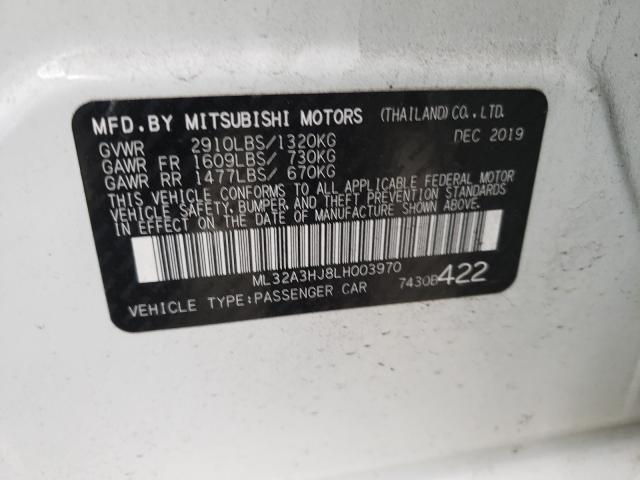 MFD.BY MITSUBISHI MOTORS (THAILAND) CO.,LTD.
DEC 2019
GVWR 2910LBS/1320KG
GAWR FR 1609LBS/ 730KG
GAWR RR 1477LBS/ 670KG
THIS VEHICLE CONFORMS TO ALL APPLICABLE FEDERAL MOTOR
VEHICLE SAFETY, BUMPER, AND THEFT PREVENTION STANDARDS
IN EFFECT ON THE DATE OF MANUFACTURE SHOWN ABOVE.
ML32A3HJ8LH003970
VEHICLE TYPE:PASSENGER CAR 7430B422